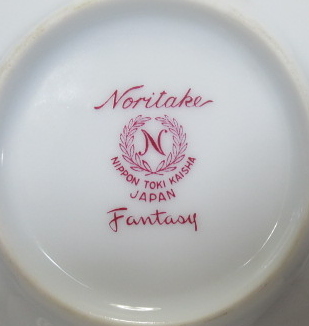 Noritake
N
NIPPON TOKI KAISHA
JAPAN
Fantasy